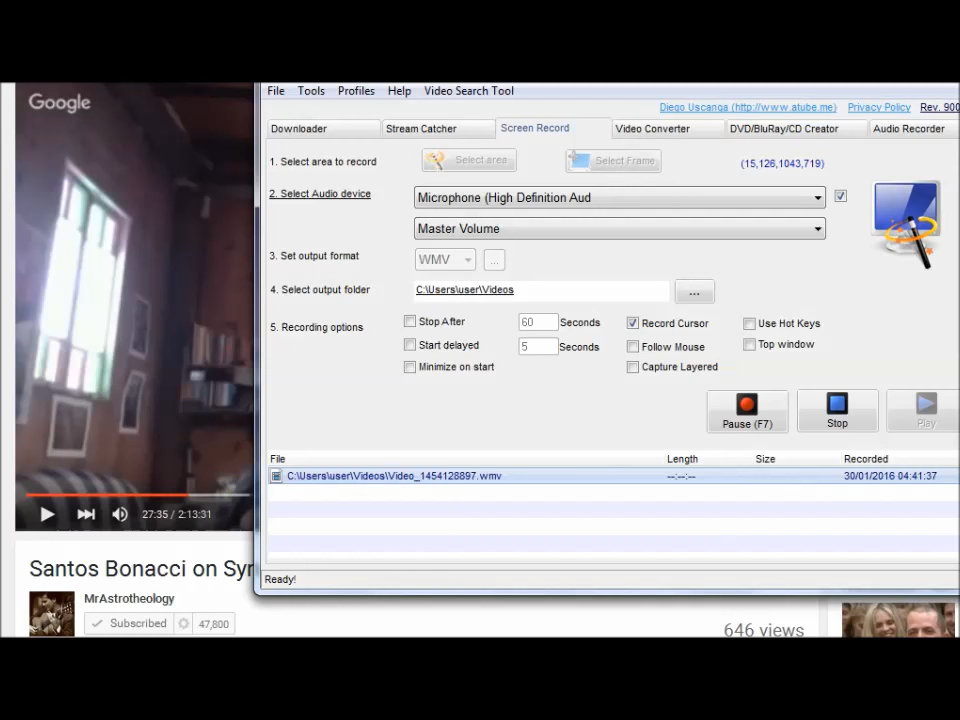 Google
File Tools Profiles Help Video Search Tool
Diego Uscanga (http://www.atube.me) Privacy Policy Rev. 900
Downloader Stream Catcher Screen Record Video Converter DVD/BluRay/CD Creator Audio Recorder
1. Select area to record Select area Select Frame (15,126,1043,719)
2. Select Audio device Microphone (High Definition Aud
Master Volume
3. Set output format WMV ...
4. Select output folder C:\Users\user\Videos ...
5. Recording options Stop After 60 Seconds Record Cursor Use Hot Keys
Start delayed 5 Seconds Follow Mouse Top window
Minimize on start Capture Layered
Pause (F7) Stop Play
File Length Size Recorded
C:\Users\user\Videos\Video_1454128897.wmv --:--:-- 30/01/2016 04:41:37
27:35 / 2:13:31
Ready!
Santos Bonacci on Syn
MrAstrotheology
Subscribed 47,800
646 views